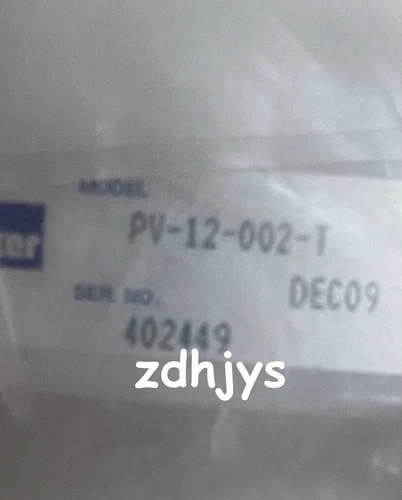 MODEL
PV-12-002-T
DEC09
SER. NO.
402449
zdhjys